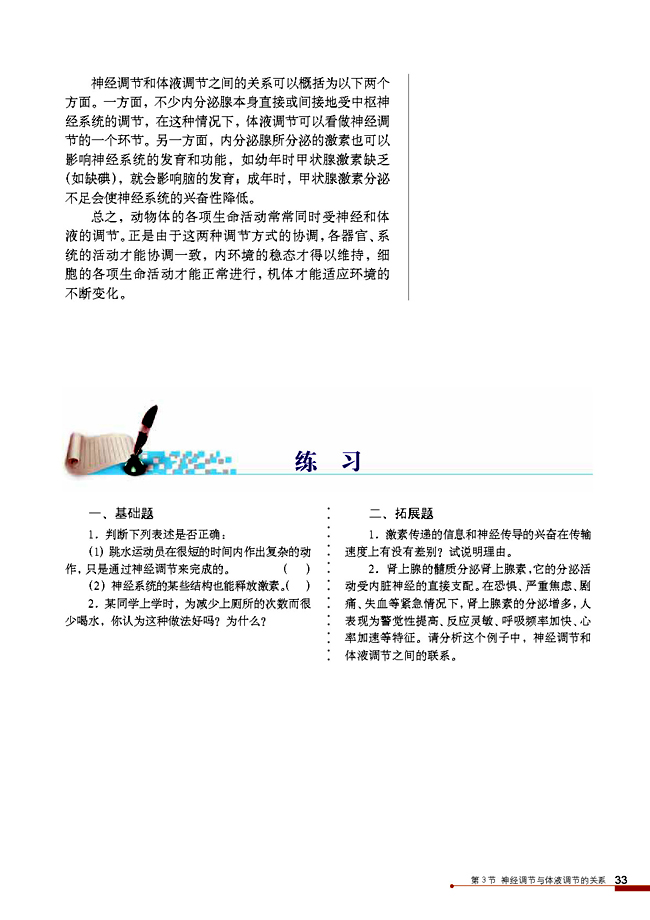 神经调节和体液调节之间的关系可以概括为以下两个
方面。一方面，不少内分泌腺本身直接或间接地受中枢神
经系统的调节，在这种情况下，体液调节可以看做神经调
节的一个环节。另一方面，内分泌腺所分泌的激素也可以
影响神经系统的发育和功能，如幼年时甲状腺激素缺乏
(如缺碘)，就会影响脑的发育；成年时，甲状腺激素分泌
不足会使神经系统的兴奋性降低。
总之，动物体的各项生命活动常常同时受神经和体
液的调节。正是由于这两种调节方式的协调，各器官、系
统的活动才能协调一致，内环境的稳态才得以维持，细
胞的各项生命活动才能正常进行，机体才能适应环境的
不断变化。
练 习
一、基础题
1．判断下列表述是否正确：
(1) 跳水运动员在很短的时间内作出复杂的动
作，只是通过神经调节来完成的。 ( )
(2) 神经系统的某些结构也能释放激素。( )
2．某同学上学时，为减少上厕所的次数而很
少喝水，你认为这种做法好吗？为什么？
二、拓展题
1．激素传递的信息和神经传导的兴奋在传输
速度上有没有差别？试说明理由。
2．肾上腺的髓质分泌肾上腺素，它的分泌活
动受内脏神经的直接支配。在恐惧、严重焦虑、剧
痛、失血等紧急情况下，肾上腺素的分泌增多，人
表现为警觉性提高、反应灵敏、呼吸频率加快、心
率加速等特征。请分析这个例子中，神经调节和
体液调节之间的联系。
第 3 节 神经调节与体液调节的关系 33